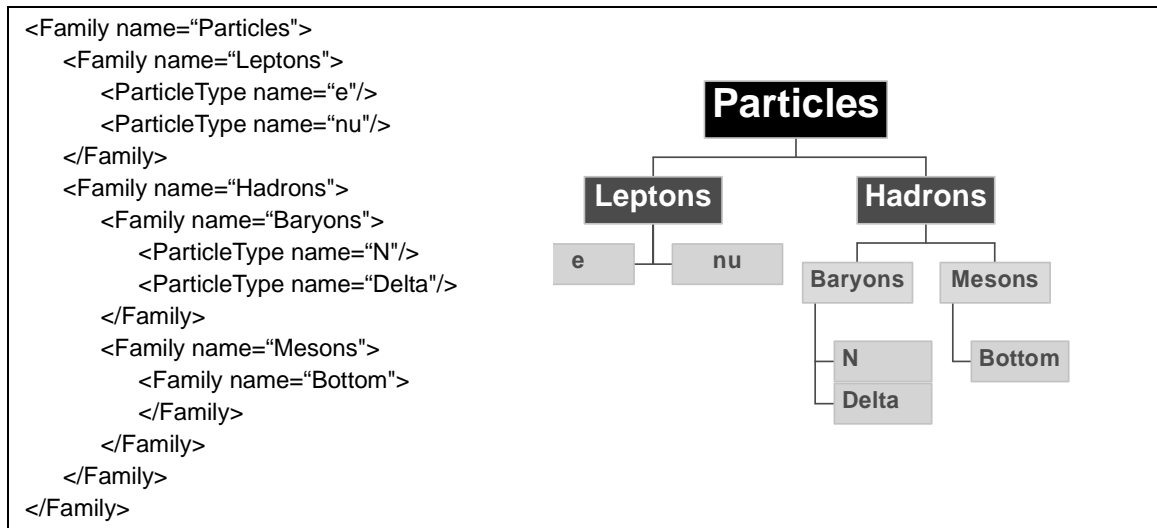 <Family name=“Particles">
<Family name=“Leptons">
<ParticleType name=“e"/>
<ParticleType name=“nu"/>
</Family>
<Family name=“Hadrons">
<Family name=“Baryons">
<ParticleType name=“N"/>
<ParticleType name=“Delta"/>
</Family>
<Family name=“Mesons">
<Family name=“Bottom">
</Family>
</Family>
</Family>
</Family>
Particles
Leptons
Hadrons
e
nu
Baryons
Mesons
N
Bottom
Delta